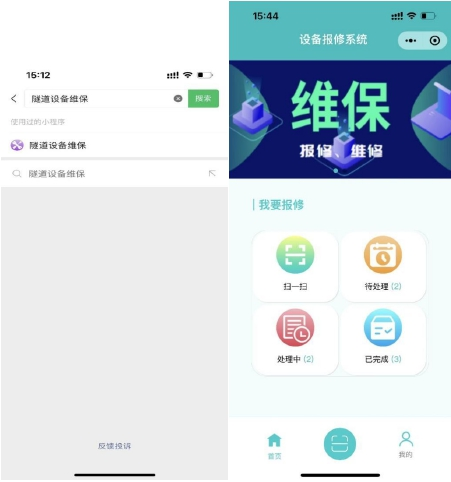 15:12
隧道设备维保
搜索
使用过的小程序
隧道设备维保
隧道设备维保
反馈投诉
15:44
设备报修系统
维保
报修、维修
我要报修
扫一扫
待处理 (2)
处理中 (2)
已完成 (3)
首页
我的